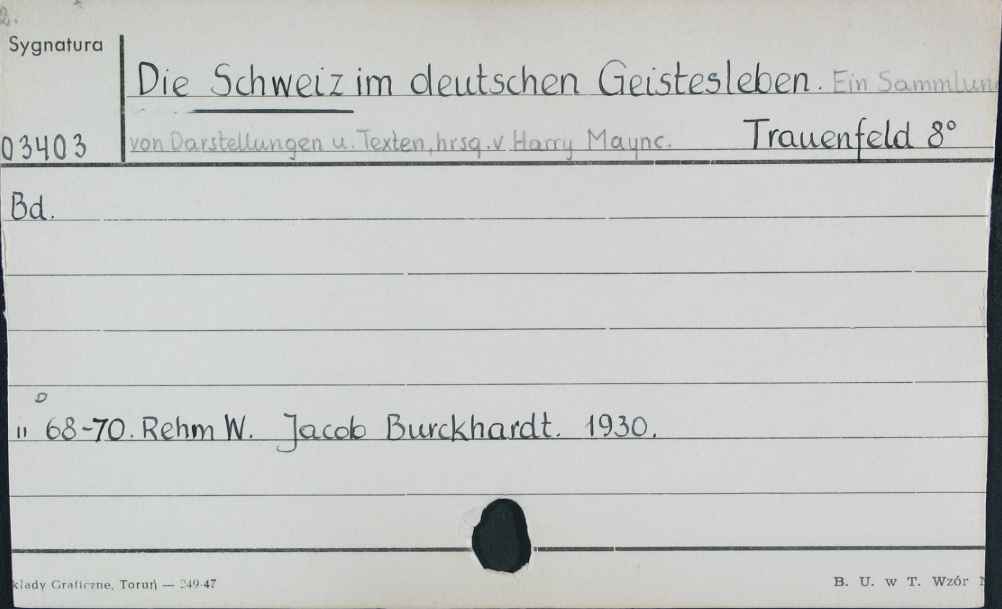 2.
Sygnatura
Die Schweiz im deutschen Geistesleben. Ein Sammlun
03403 von Darstellungen u. Texten, hrsg. v Harry Maync. Trauenfeld 8°
Bd.
D
" 68-70. Rehm W. Jacob Burckhardt. 1930.
kłady Graficzne, Toruń — 249-47
B. U. w T. Wzór